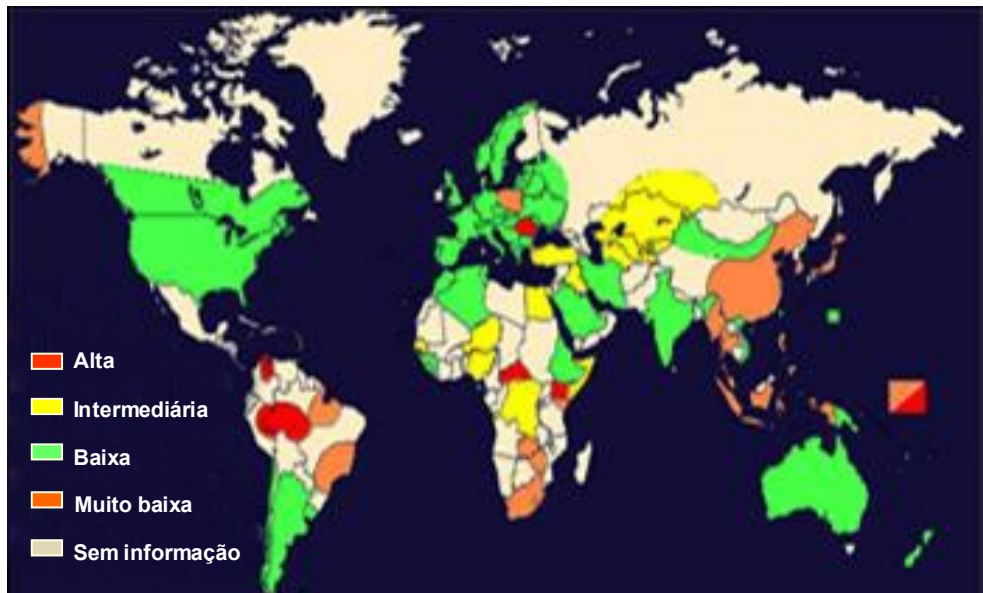 Alta
Intermediária
Baixa
Muito baixa
Sem informação